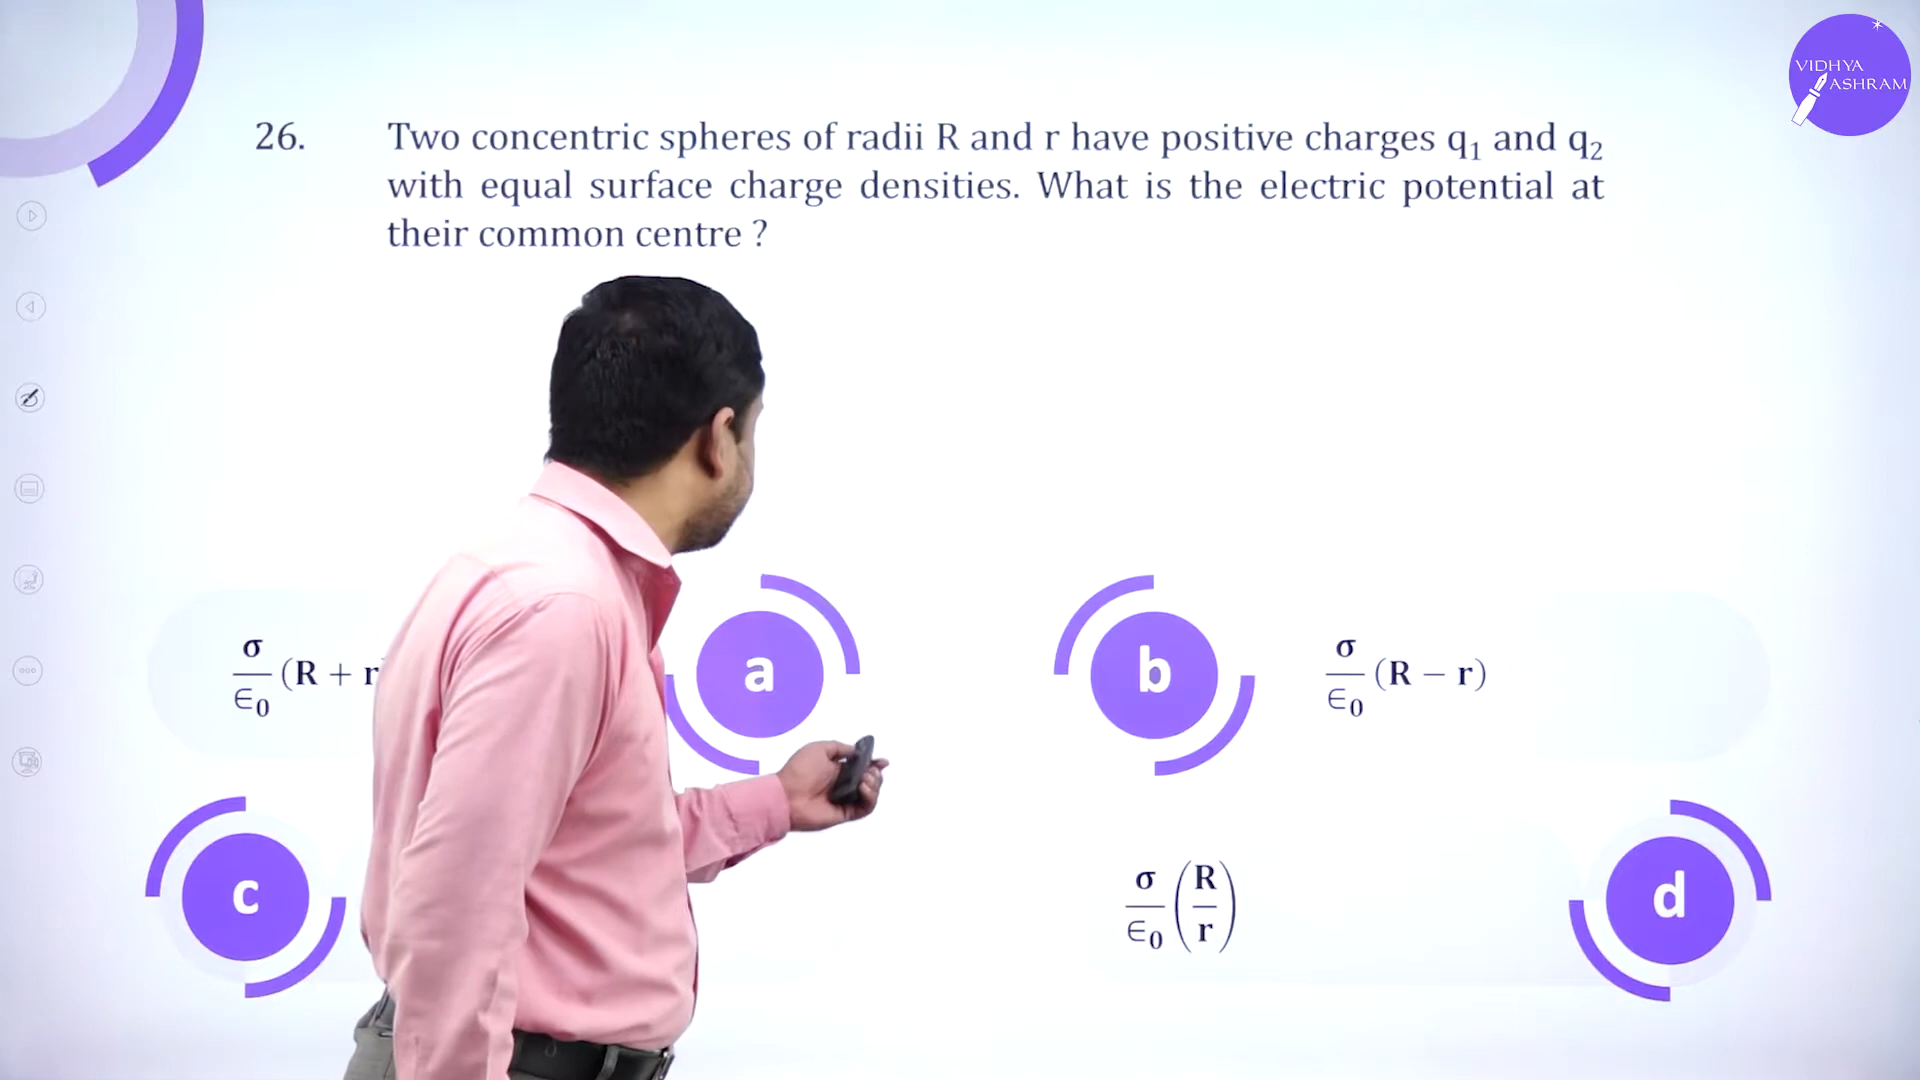 VIDHYA
ASHRAM
26. Two concentric spheres of radii R and r have positive charges q₁ and q₂
with equal surface charge densities. What is the electric potential at
their common centre ?
σ/∈₀ (R + r
a
b
σ/∈₀ (R − r)
c
σ/∈₀ (R/r)
d